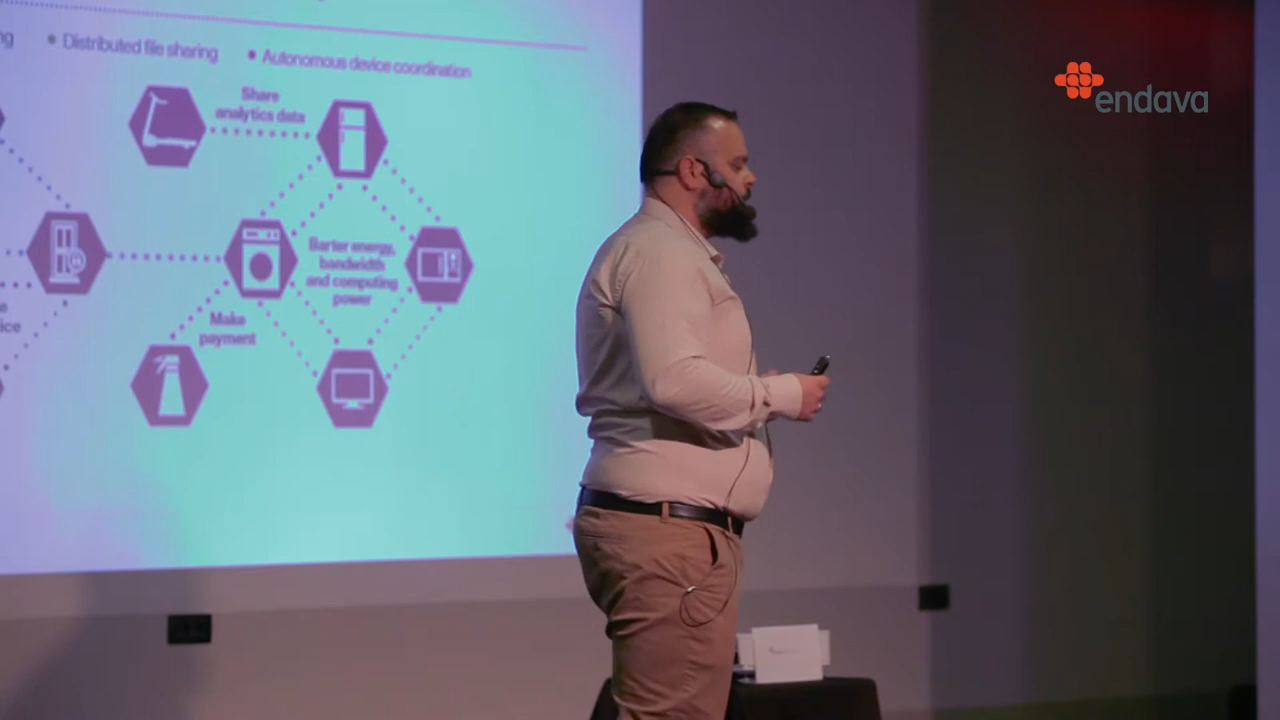 • Distributed file sharing • Autonomous device coordination
endava
Share
analytics data
Barter energy,
bandwidth
and computing
power
Make
payment